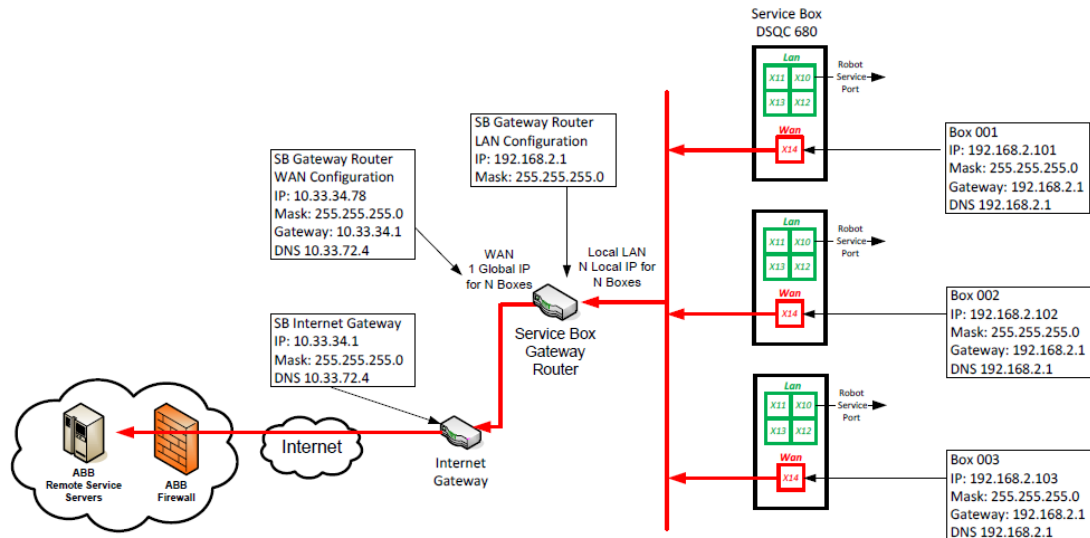 Service Box
DSQC 680
Lan
X11
X10
X13
X12
Robot
Service
Port
Wan
X14
Box 001
IP: 192.168.2.101
Mask: 255.255.255.0
Gateway: 192.168.2.1
DNS 192.168.2.1
SB Gateway Router
LAN Configuration
IP: 192.168.2.1
Mask: 255.255.255.0
SB Gateway Router
WAN Configuration
IP: 10.33.34.78
Mask: 255.255.255.0
Gateway: 10.33.34.1
DNS 10.33.72.4
WAN
1 Global IP
for N Boxes
Local LAN
N Local IP for
N Boxes
Service Box
Gateway
Router
Lan
X11
X10
X13
X12
Robot
Service
Port
Wan
X14
Box 002
IP: 192.168.2.102
Mask: 255.255.255.0
Gateway: 192.168.2.1
DNS 192.168.2.1
SB Internet Gateway
IP: 10.33.34.1
Mask: 255.255.255.0
DNS 10.33.72.4
Internet
Internet
Gateway
ABB
Remote Service
Servers
ABB
Firewall
Lan
X11
X10
X13
X12
Robot
Service
Port
Wan
X14
Box 003
IP: 192.168.2.103
Mask: 255.255.255.0
Gateway: 192.168.2.1
DNS 192.168.2.1